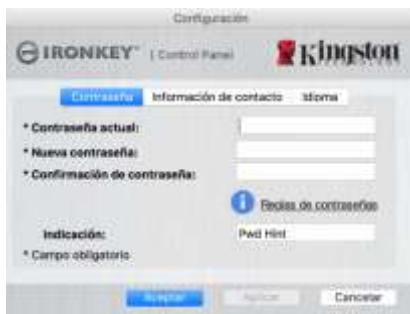 Configuración
IRONKEY™ | Control Panel
Kingston
Contraseña
Información de contacto
Idioma
* Contraseña actual:
* Nueva contraseña:
* Confirmación de contraseña:
Reglas de contraseñas
Indicación:
Pwd Hint
* Campo obligatorio
Aceptar
Aplicar
Cancelar